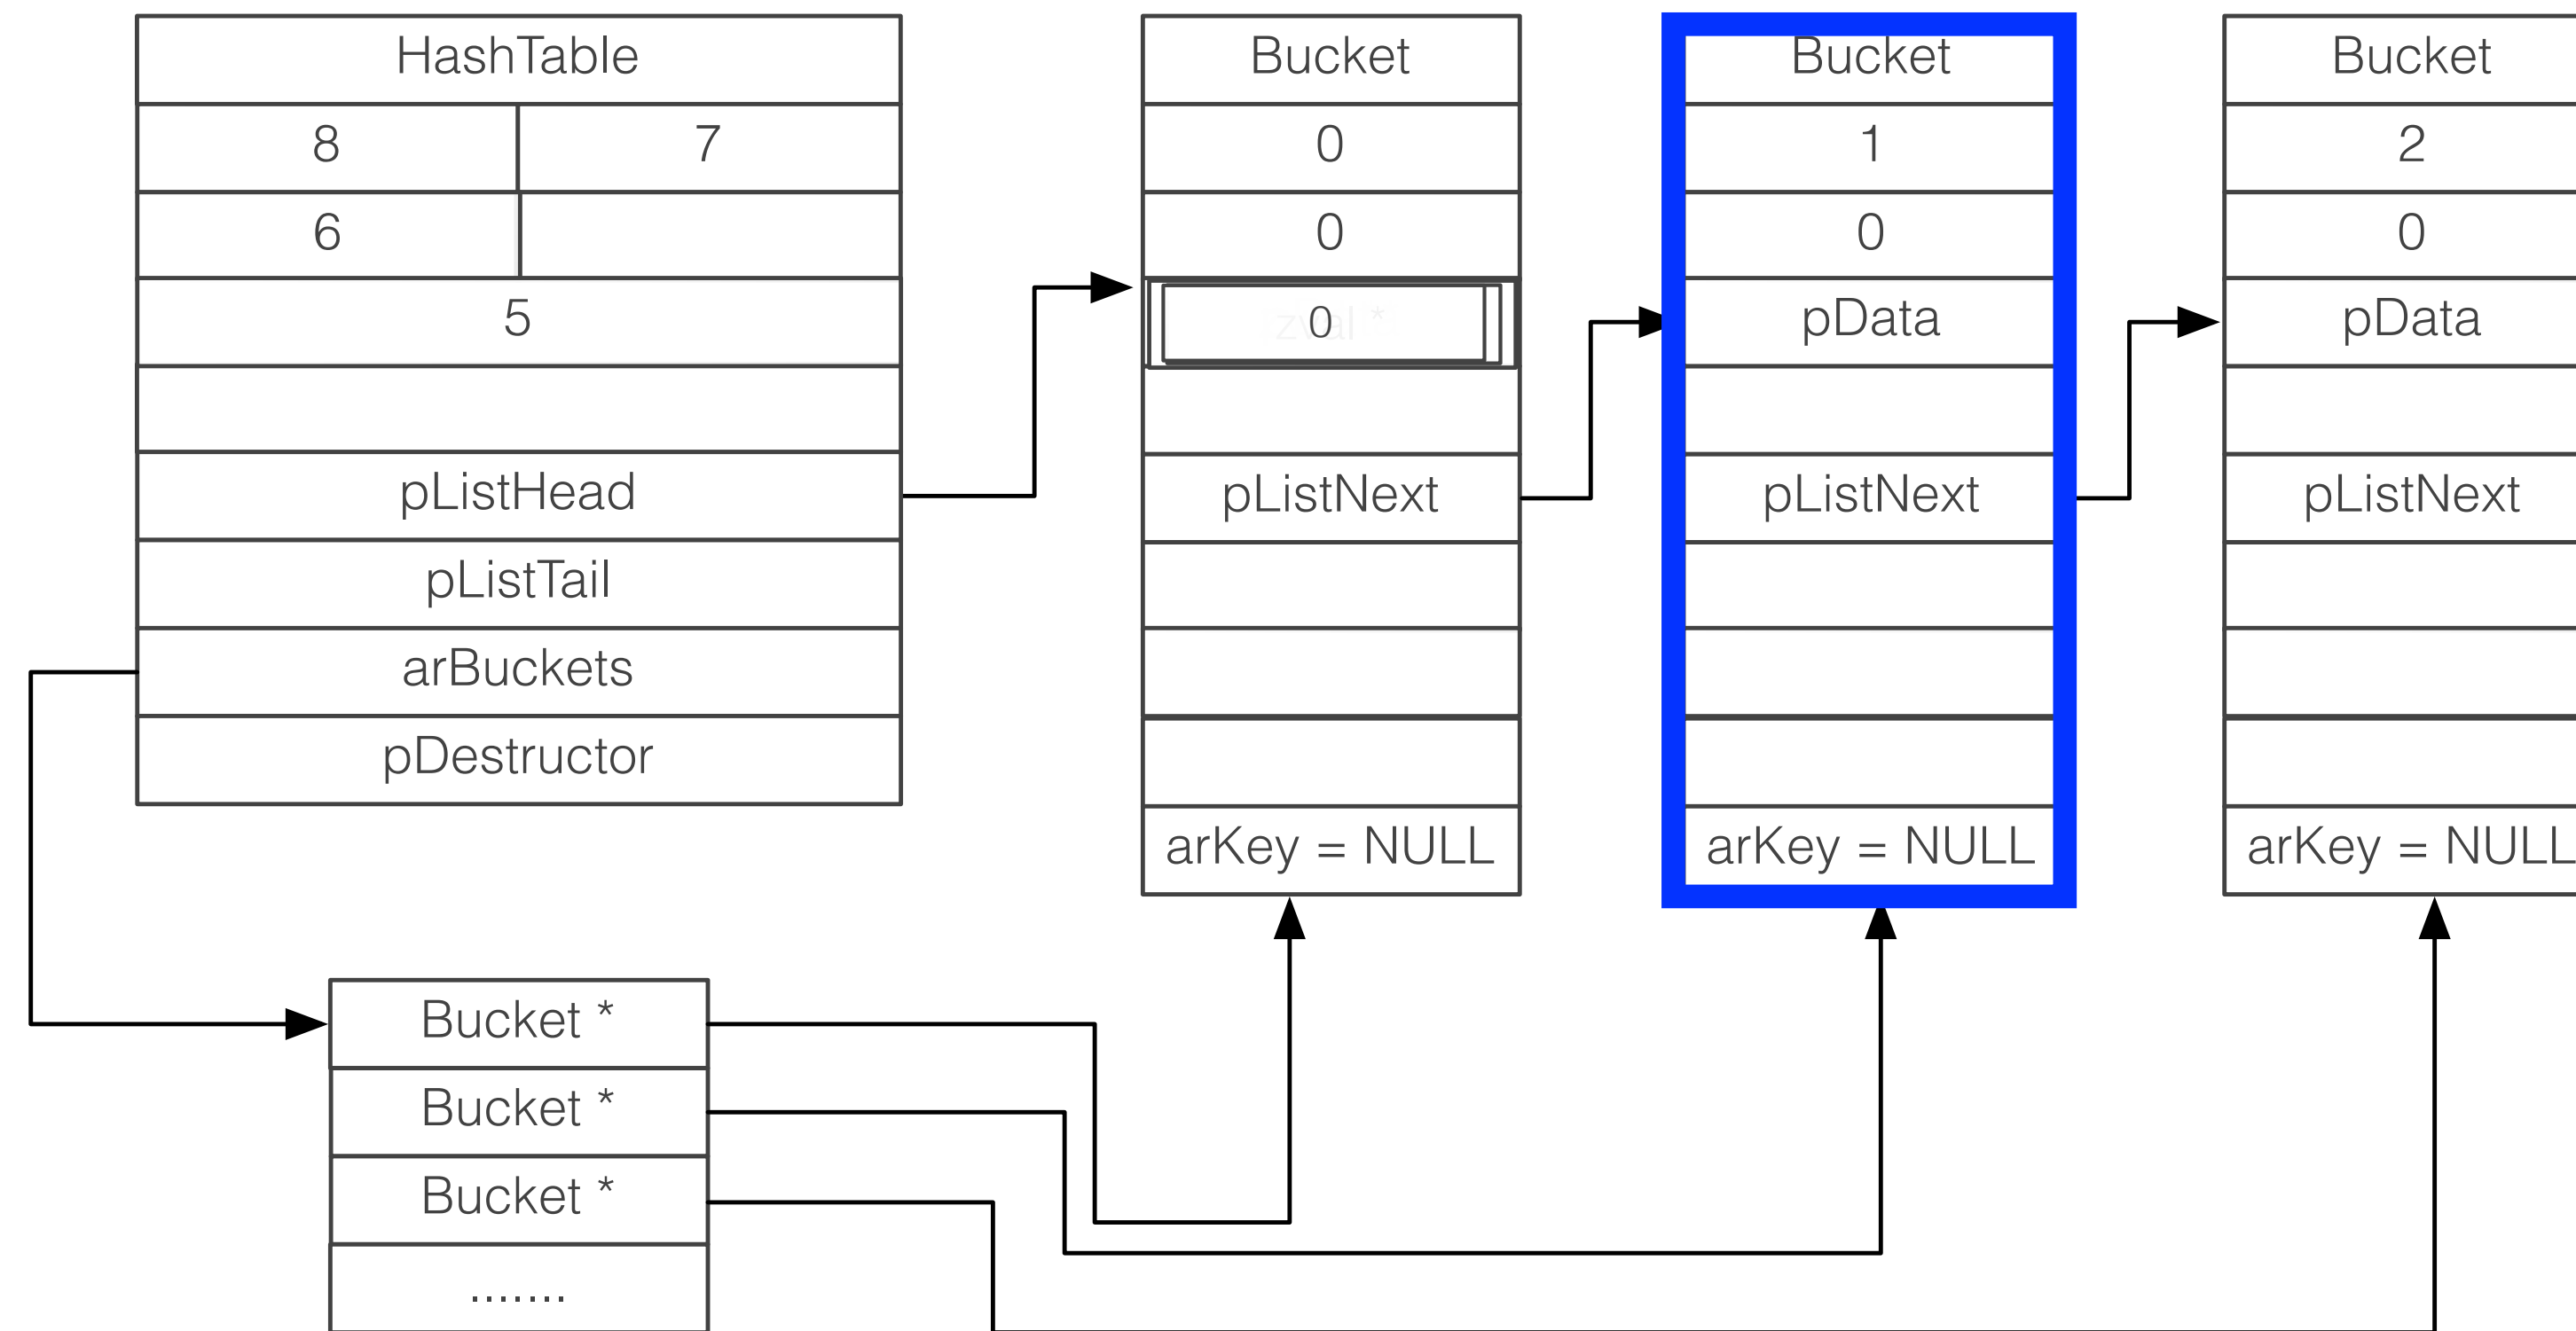 HashTable
8 7
6
5
pListHead
pListTail
arBuckets
pDestructor
Bucket
0
0
0
pListNext
arKey = NULL
Bucket
1
0
pData
pListNext
arKey = NULL
Bucket
2
0
pData
pListNext
arKey = NULL
Bucket *
Bucket *
Bucket *
.......